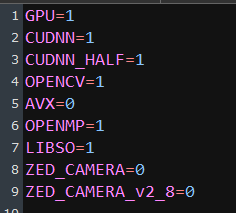 1 GPU=1
2 CUDNN=1
3 CUDNN_HALF=1
4 OPENCV=1
5 AVX=0
6 OPENMP=1
7 LIBSO=1
8 ZED_CAMERA=0
9 ZED_CAMERA_v2_8=0
10